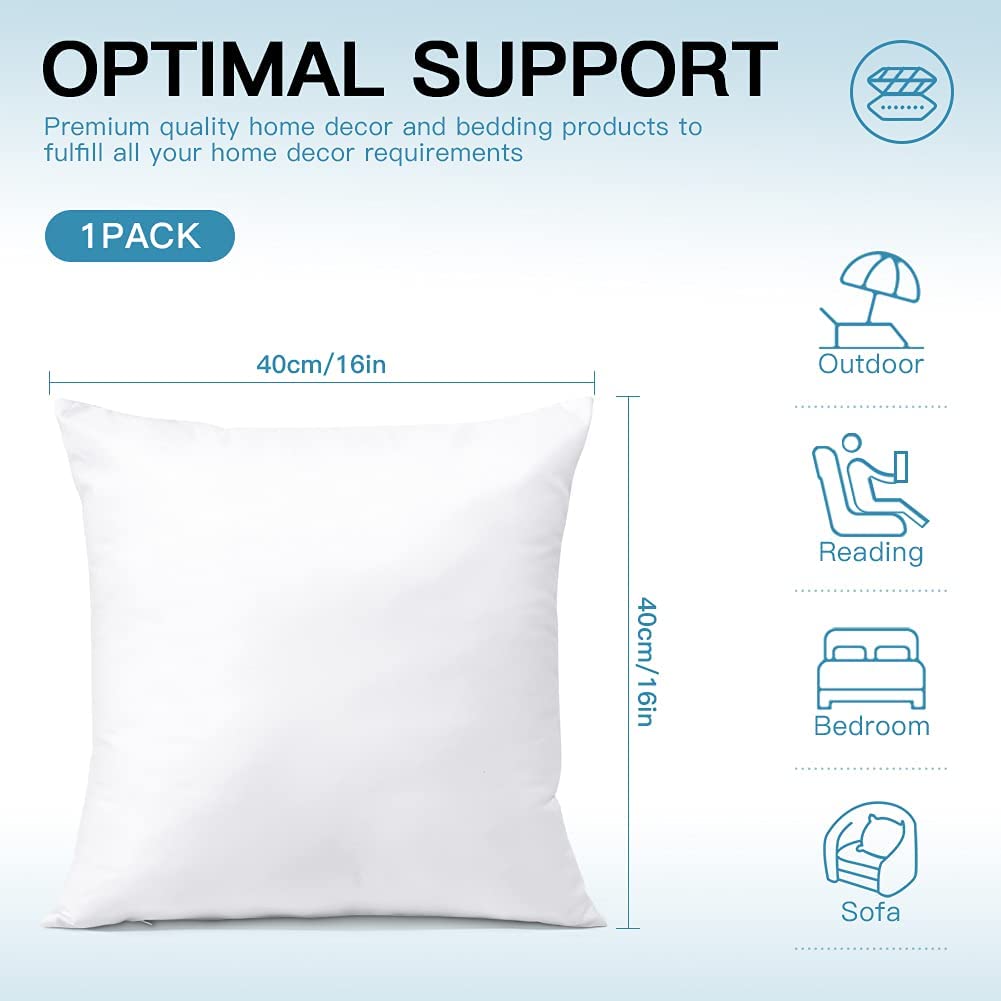 OPTIMAL SUPPORT
Premium quality home decor and bedding products to
fulfill all your home decor requirements
1PACK
40cm/16in
40cm/16in
Outdoor
Reading
Bedroom
Sofa